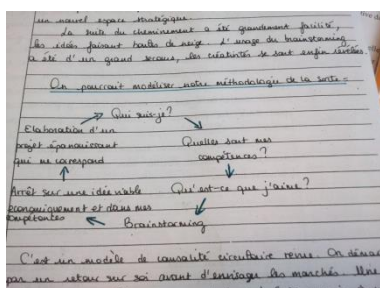 un nouvel espace stratégique.
La suite du cheminement a été grandement facilité,
les idées faisant boules de neige. L'usage du brainstorming
a été d'un grand secours, les créativités se sont enfin révélées.
On pourrait modéliser notre méthodologie de la sorte :
Qui suis-je ?
Elaboration d'un
projet épanouissant
qui me correspond
Quelles sont mes
compétences ?
Arrêt sur une idée viable
économiquement et dans mes
compétences
Qu'est-ce que j'aime ?
Brainstorming
C'est un modèle de causalité circulaire revue. On
par un retour sur soi avant d'envisager les marchés. Une